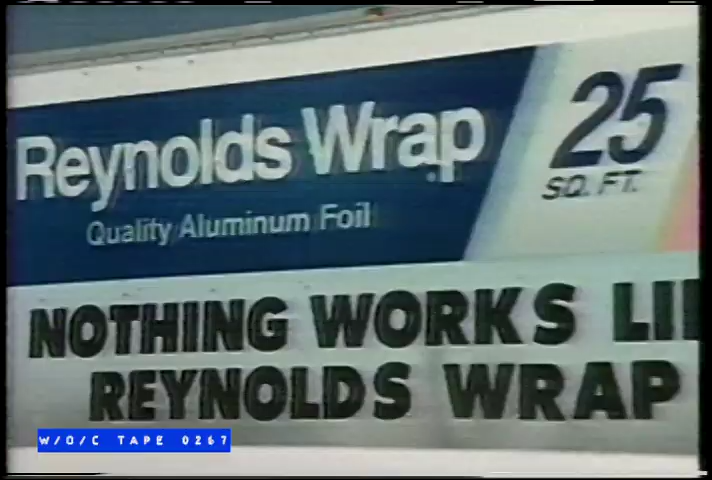 Reynolds Wrap
Quality Aluminum Foil
25
SQ. FT.
NOTHING WORKS LI
REYNOLDS WRAP
W/O/C TAPE 0267